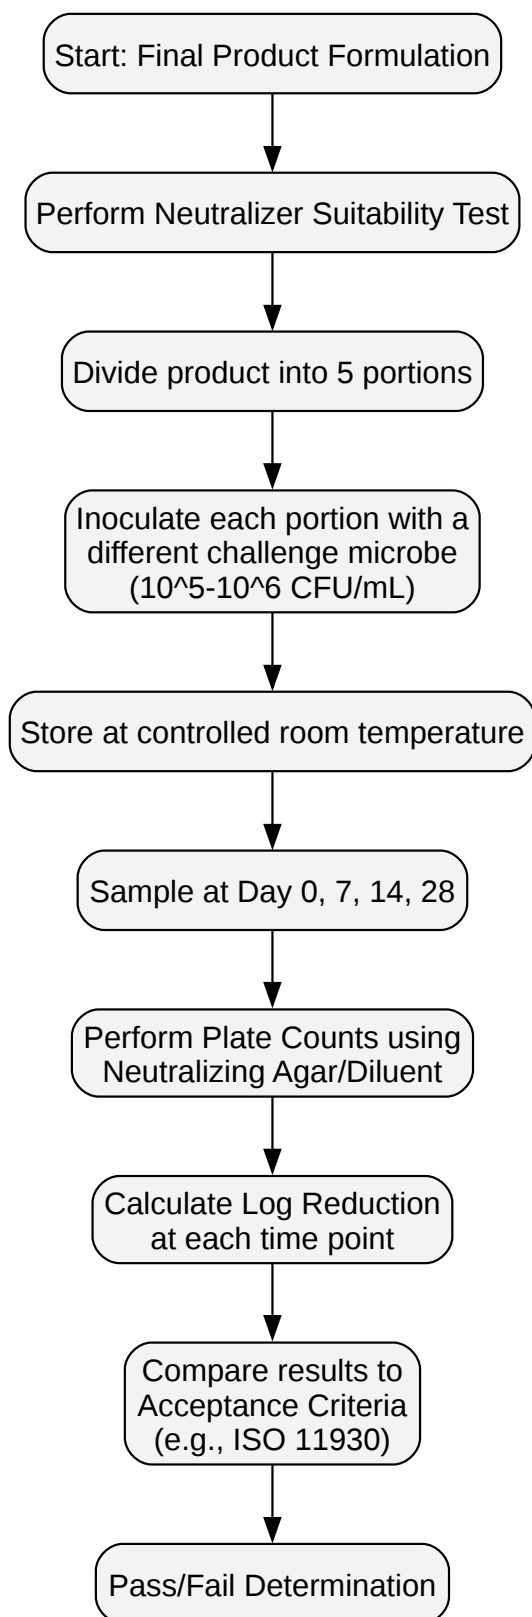 Start: Final Product Formulation
Perform Neutralizer Suitability Test
Divide product into 5 portions
Inoculate each portion with a
different challenge microbe
(10^5-10^6 CFU/mL)
Store at controlled room temperature
Sample at Day 0, 7, 14, 28
Perform Plate Counts using
Neutralizing Agar/Diluent
Calculate Log Reduction
at each time point
Compare results to
Acceptance Criteria
(e.g., ISO 11930)
Pass/Fail Determination